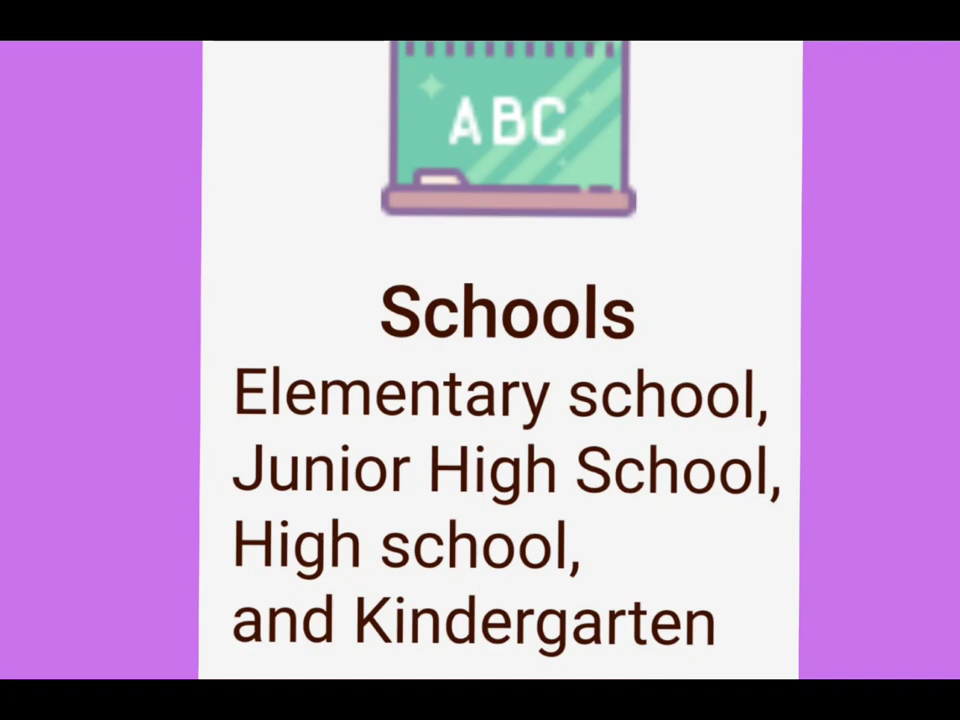 ABC
Schools
Elementary school,
Junior High School,
High school,
and Kindergarten